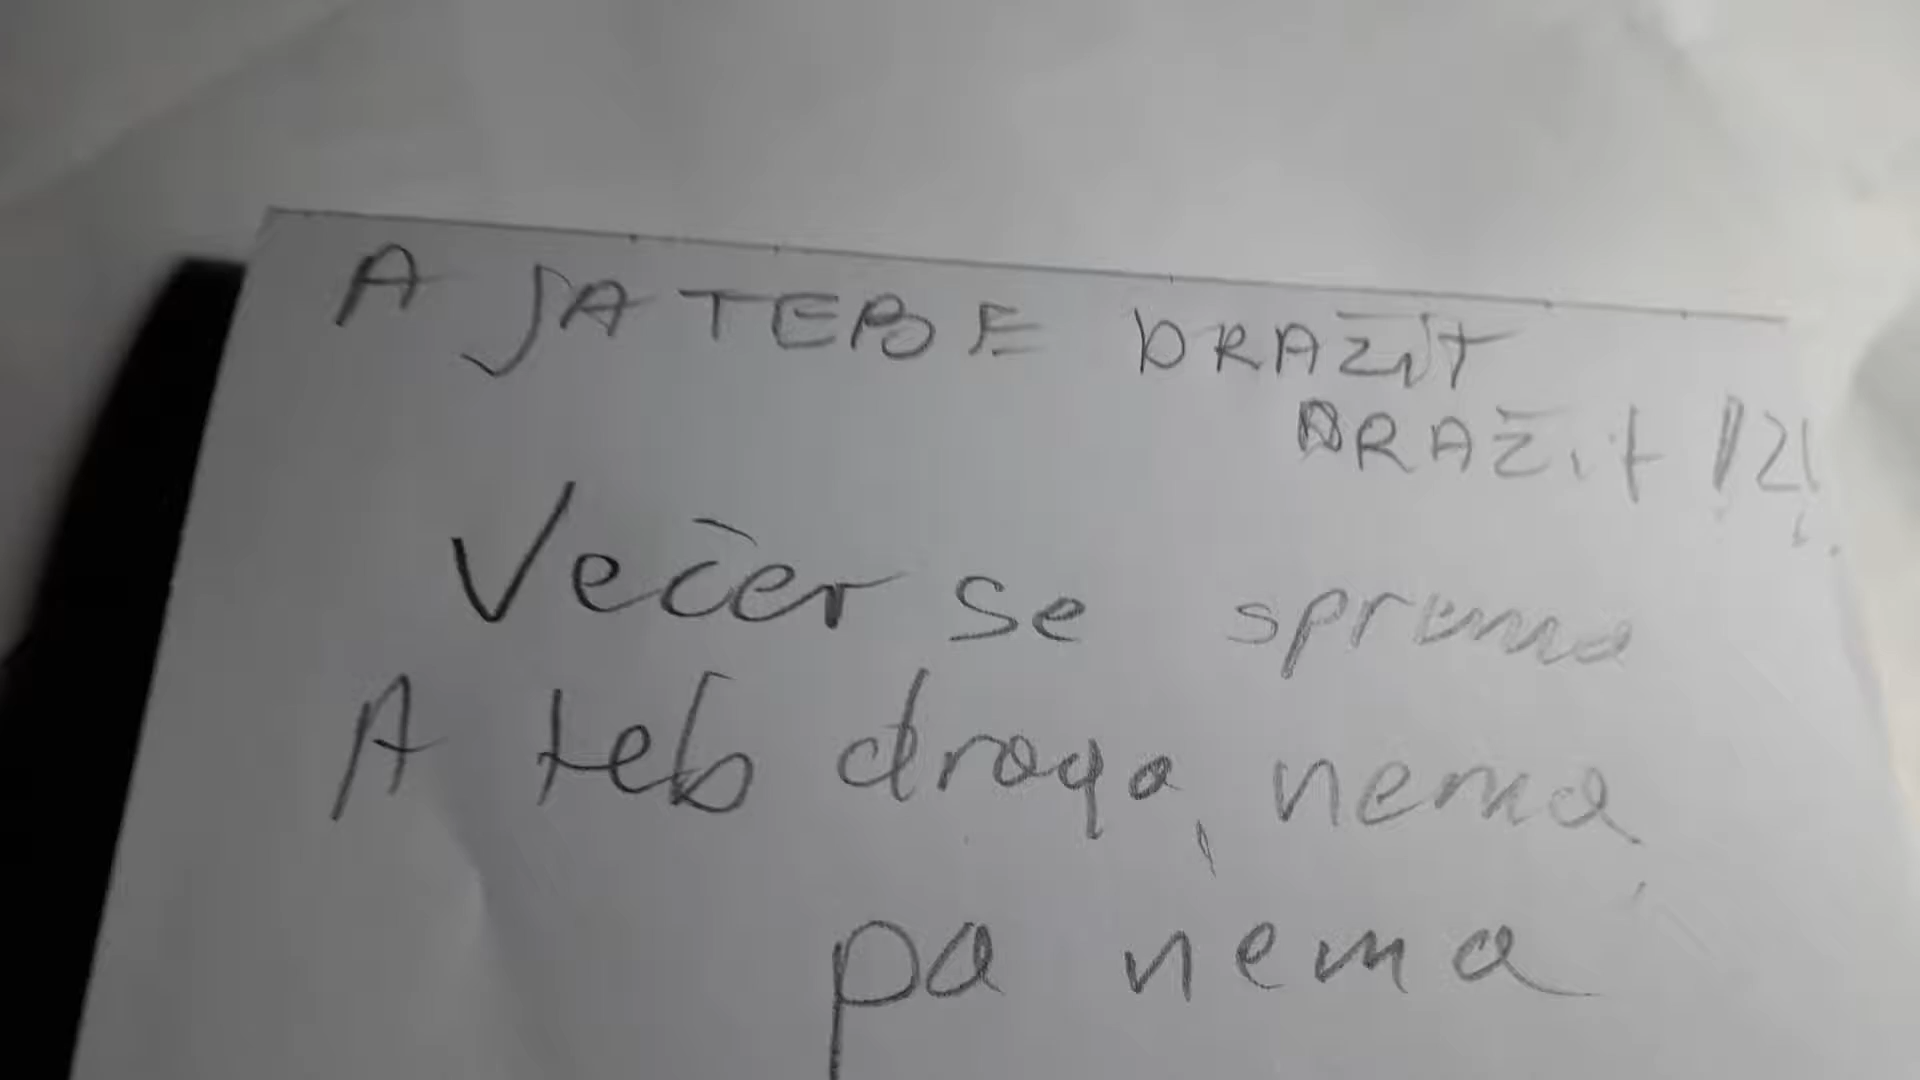 A JA TEBE DRAŽIT
DRAŽit
Večer se sprema
A teb draga, nema
pa nema